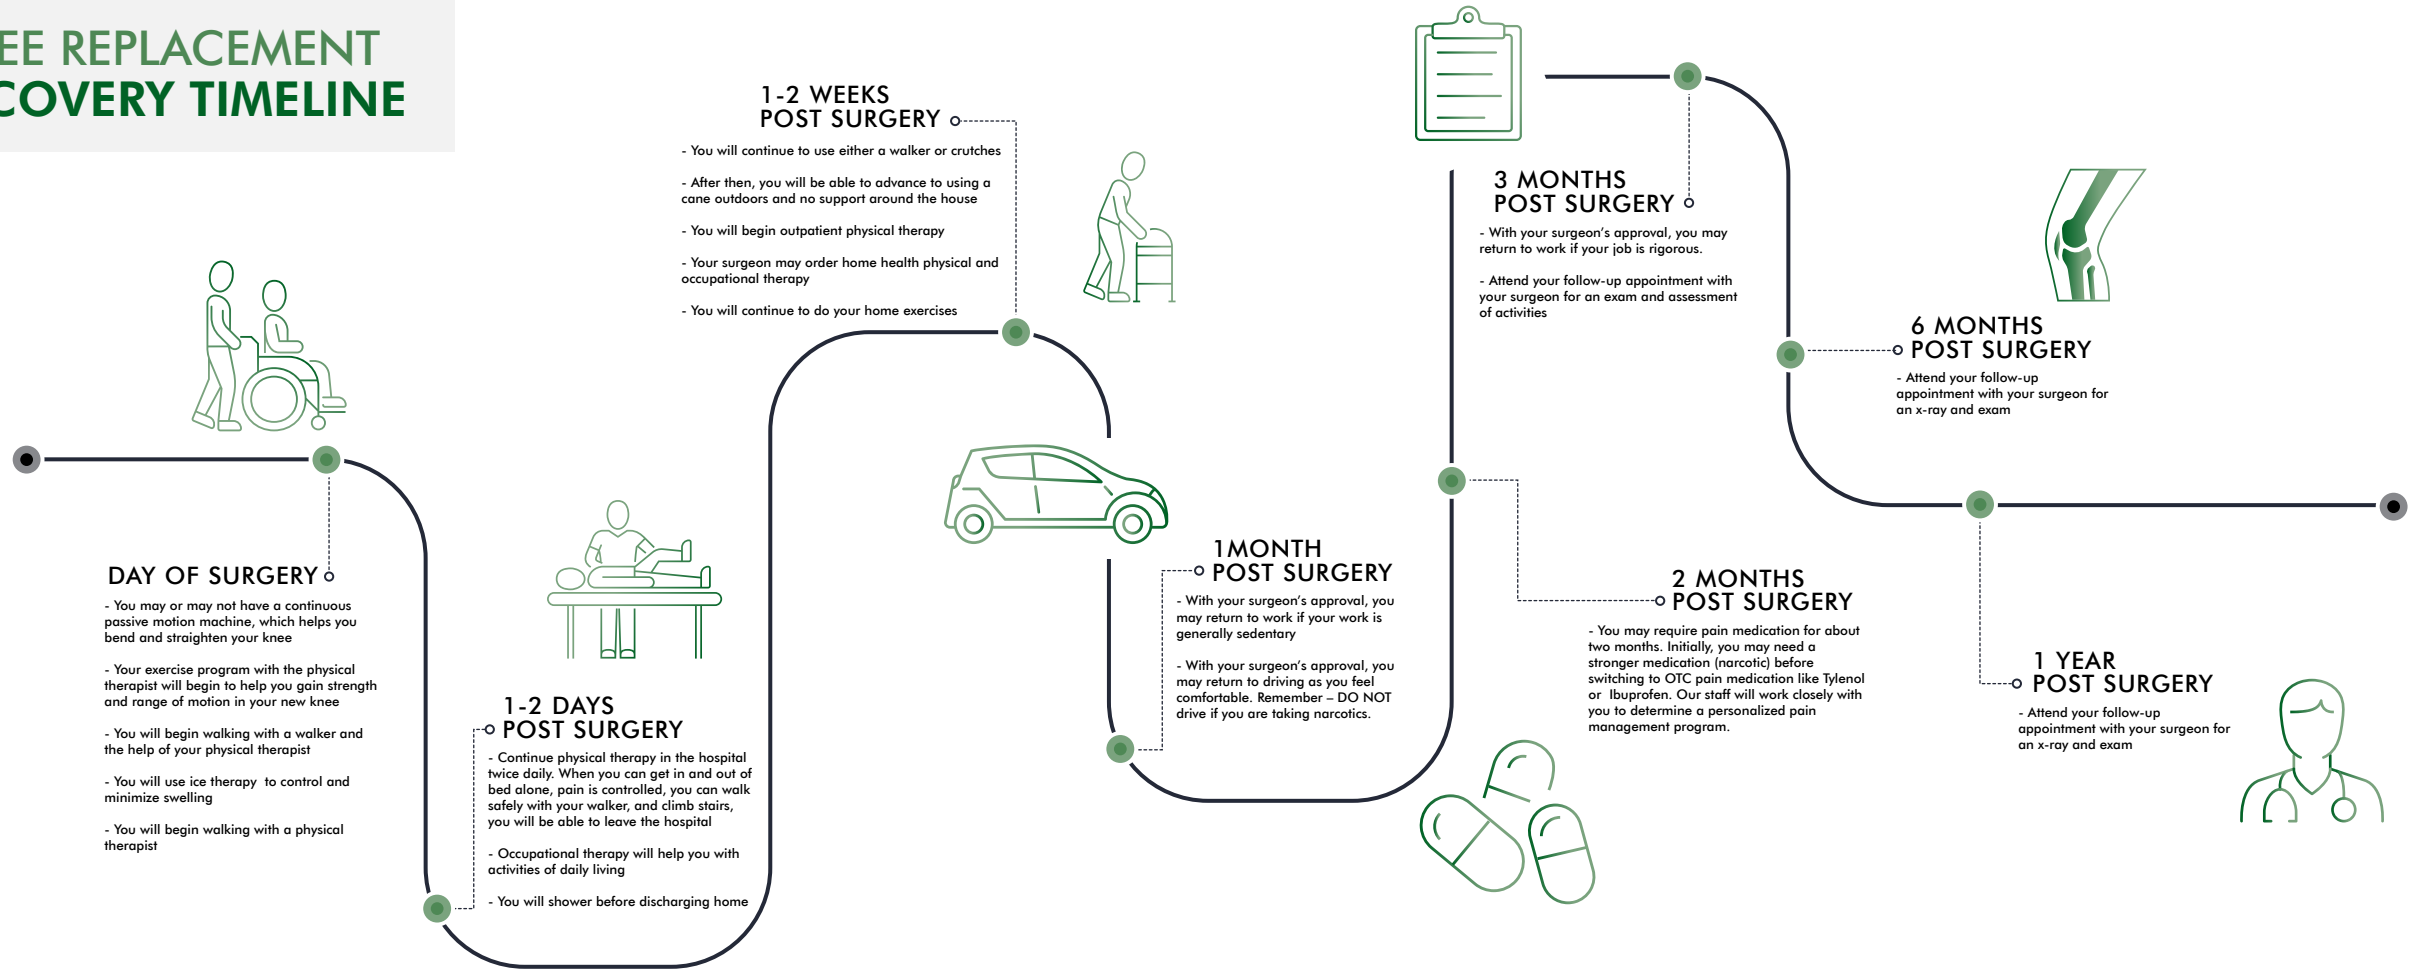 EE REPLACEMENT
COVERY TIMELINE
DAY OF SURGERY
- You may or may not have a continuous
passive motion machine, which helps you
bend and straighten your knee
- Your exercise program with the physical
therapist will begin to help you gain strength
and range of motion in your new knee
- You will begin walking with a walker and
the help of your physical therapist
- You will use ice therapy  to control and
minimize swelling
- You will begin walking with a physical
therapist
1-2 DAYS
POST SURGERY
- Continue physical therapy in the hospital
twice daily. When you can get in and out of
bed alone, pain is controlled, you can walk
safely with your walker, and climb stairs,
you will be able to leave the hospital
- Occupational therapy will help you with
activities of daily living
- You will shower before discharging home
1-2 WEEKS
POST SURGERY
- You will continue to use either a walker or crutches
- After then, you will be able to advance to using a
cane outdoors and no support around the house
- You will begin outpatient physical therapy
- Your surgeon may order home health physical and
occupational therapy
- You will continue to do your home exercises
1MONTH
POST SURGERY
- With your surgeon’s approval, you
may return to work if your work is
generally sedentary
- With your surgeon’s approval, you
may return to driving as you feel
comfortable. Remember – DO NOT
drive if you are taking narcotics.
2 MONTHS
POST SURGERY
- You may require pain medication for about
two months. Initially, you may need a
stronger medication (narcotic) before
switching to OTC pain medication like Tylenol
or  Ibuprofen. Our staff will work closely with
you to determine a personalized pain
management program.
3 MONTHS
POST SURGERY
- With your surgeon’s approval, you may
return to work if your job is rigorous.
- Attend your follow-up appointment with
your surgeon for an exam and assessment
of activities
6 MONTHS
POST SURGERY
- Attend your follow-up
appointment with your surgeon for
an x-ray and exam
1 YEAR
POST SURGERY
- Attend your follow-up
appointment with your surgeon for
an x-ray and exam